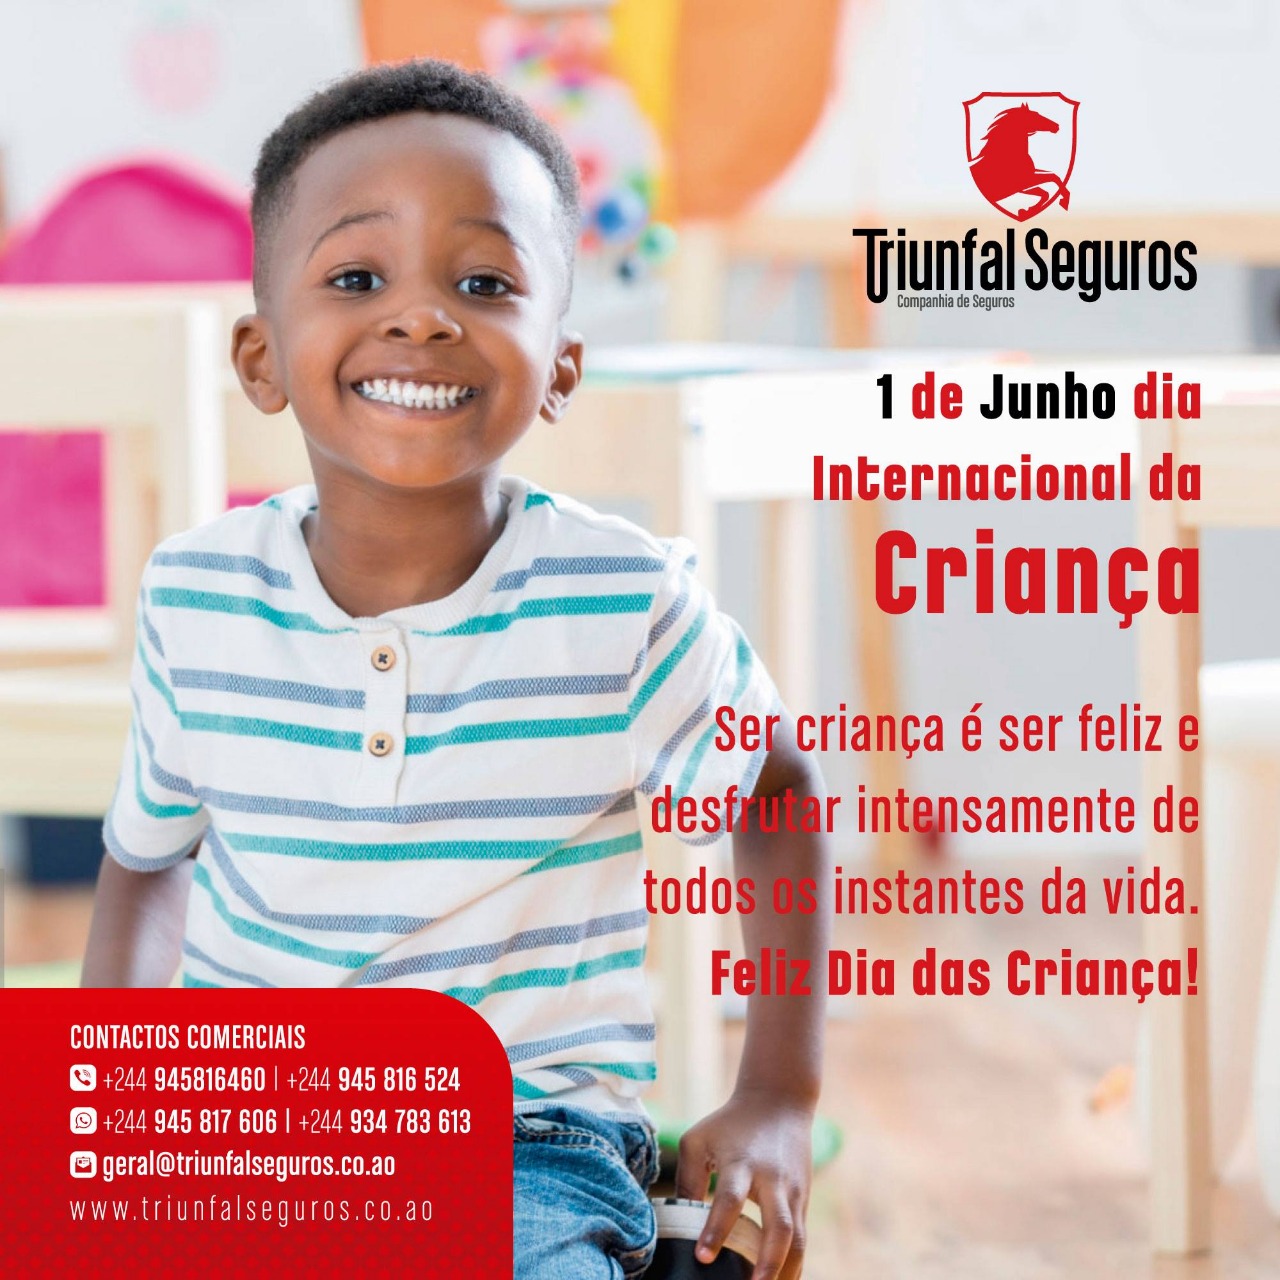 Triunfal Seguros
Companhia de Seguros
1 de Junho dia
Internacional da
Criança
Ser criança é ser feliz e
desfrutar intensamente de
todos os instantes da vida.
Feliz Dia das Criança!
CONTACTOS COMERCIAIS
+244 945816460 | +244 945 816 524
+244 945 817 606 | +244 934 783 613
geral@triunfalseguros.co.ao
www.triunfalseguros.co.ao